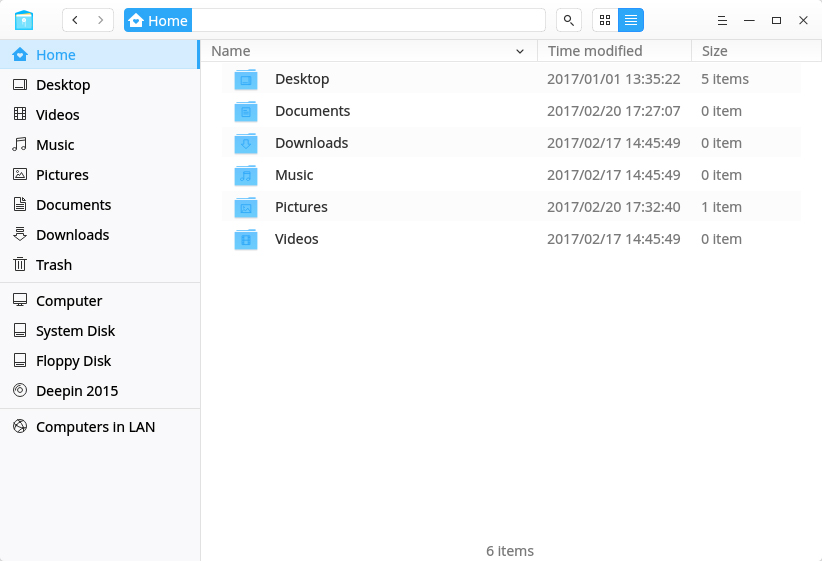 Home
Home
Desktop
Videos
Music
Pictures
Documents
Downloads
Trash
Computer
System Disk
Floppy Disk
Deepin 2015
Computers in LAN
Name Time modified Size
Desktop 2017/01/01 13:35:22 5 items
Documents 2017/02/20 17:27:07 0 item
Downloads 2017/02/17 14:45:49 0 item
Music 2017/02/17 14:45:49 0 item
Pictures 2017/02/20 17:32:40 1 item
Videos 2017/02/17 14:45:49 0 item
6 items